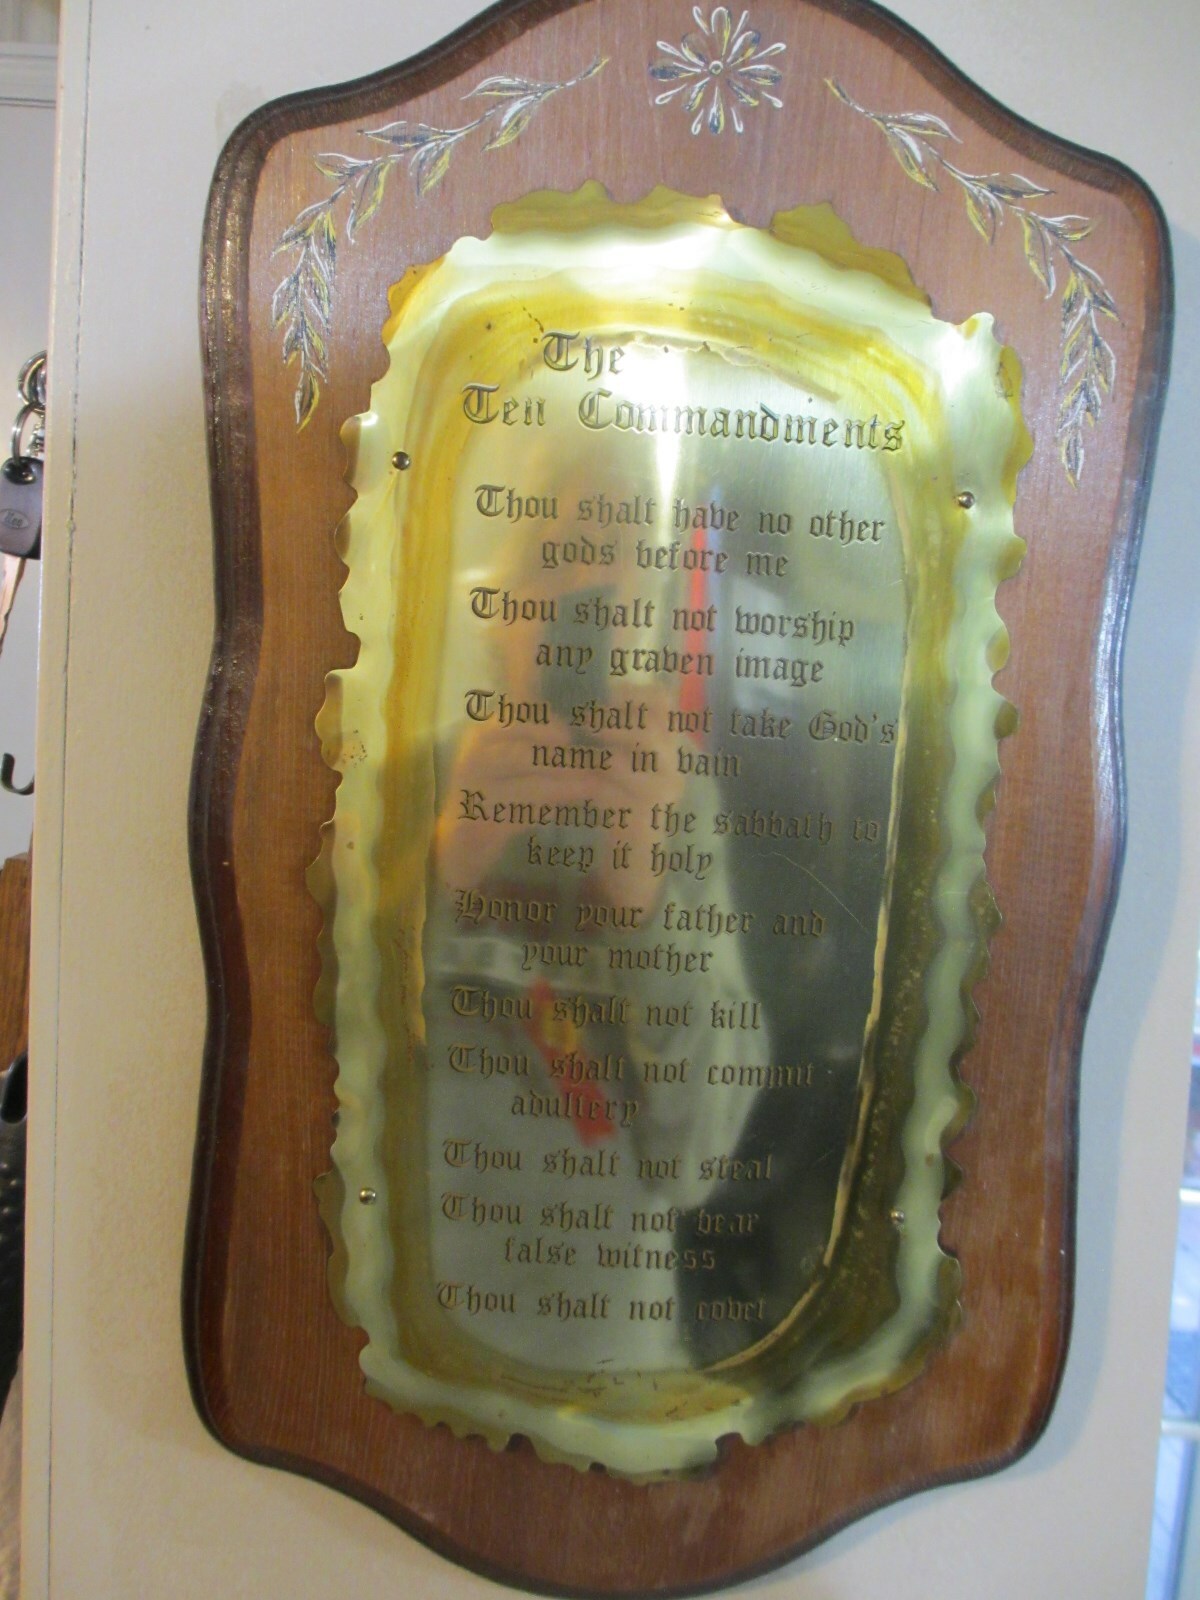 The
Ten Commandments
Thou shalt have no other
gods before me
Thou shalt not worship
any graven image
Thou shalt not take God's
name in vain
Remember the sabbath to
keep it holy
Honor your father and
your mother
Thou shalt not kill
Thou shalt not commit
adultery
Thou shalt not steal
Thou shalt not bear
false witness
Thou shalt not covet